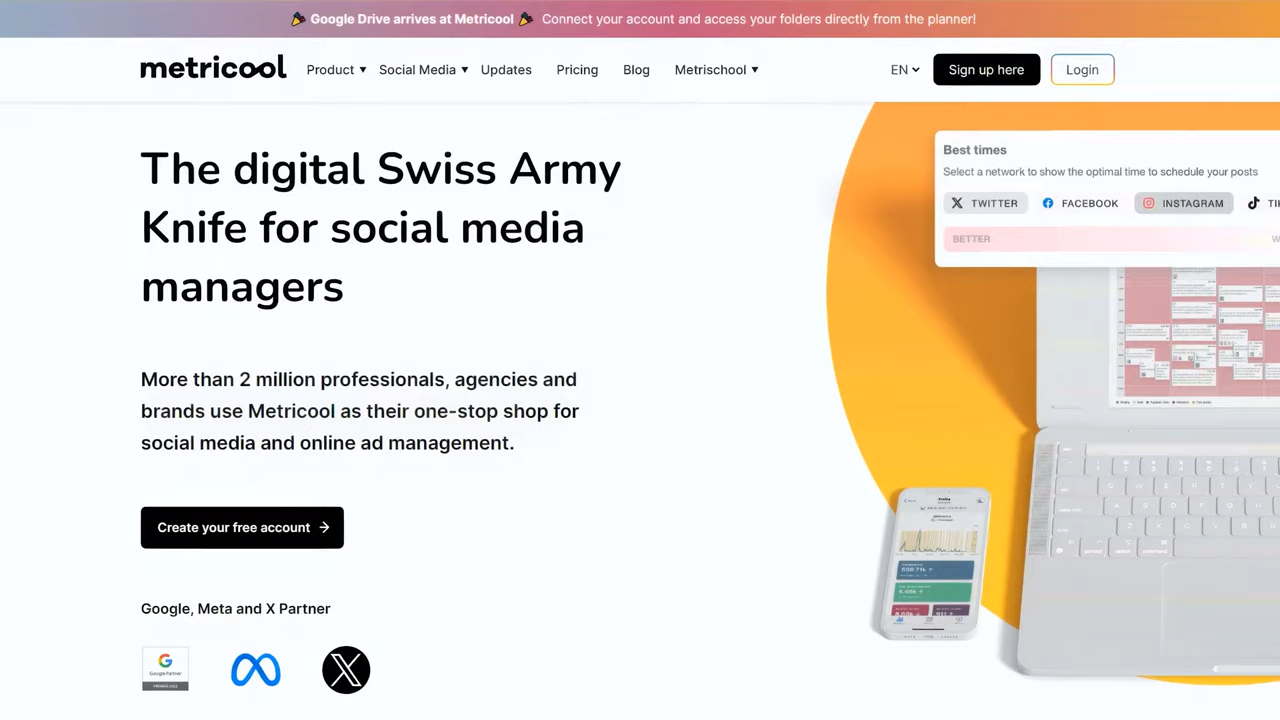 Google Drive arrives at Metricool Connect your account and access your folders directly from the planner!
metricool Product Social Media Updates Pricing Blog Metrischool EN Sign up here Login
The digital Swiss Army
Knife for social media
managers
More than 2 million professionals, agencies and
brands use Metricool as their one-stop shop for
social media and online ad management.
Create your free account →
Google, Meta and X Partner
Google Partner
Best times
Select a network to show the optimal time to schedule your posts
TWITTER FACEBOOK INSTAGRAM
BETTER
option command